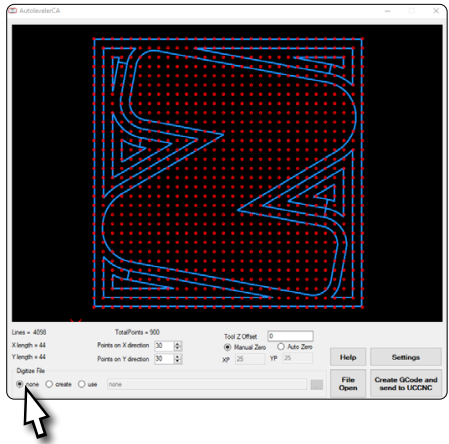 AutolevelerCA
Lines = 4098
TotalPoints = 900
Tool Z Offset 0
X length = 44
Points on X direction 30
Manual Zero Auto Zero
Y length = 44
Points on Y direction 30
XP 25 YP 25
Help
Settings
Digitize File
none create use none
File Open
Create GCode and
send to UCCNC